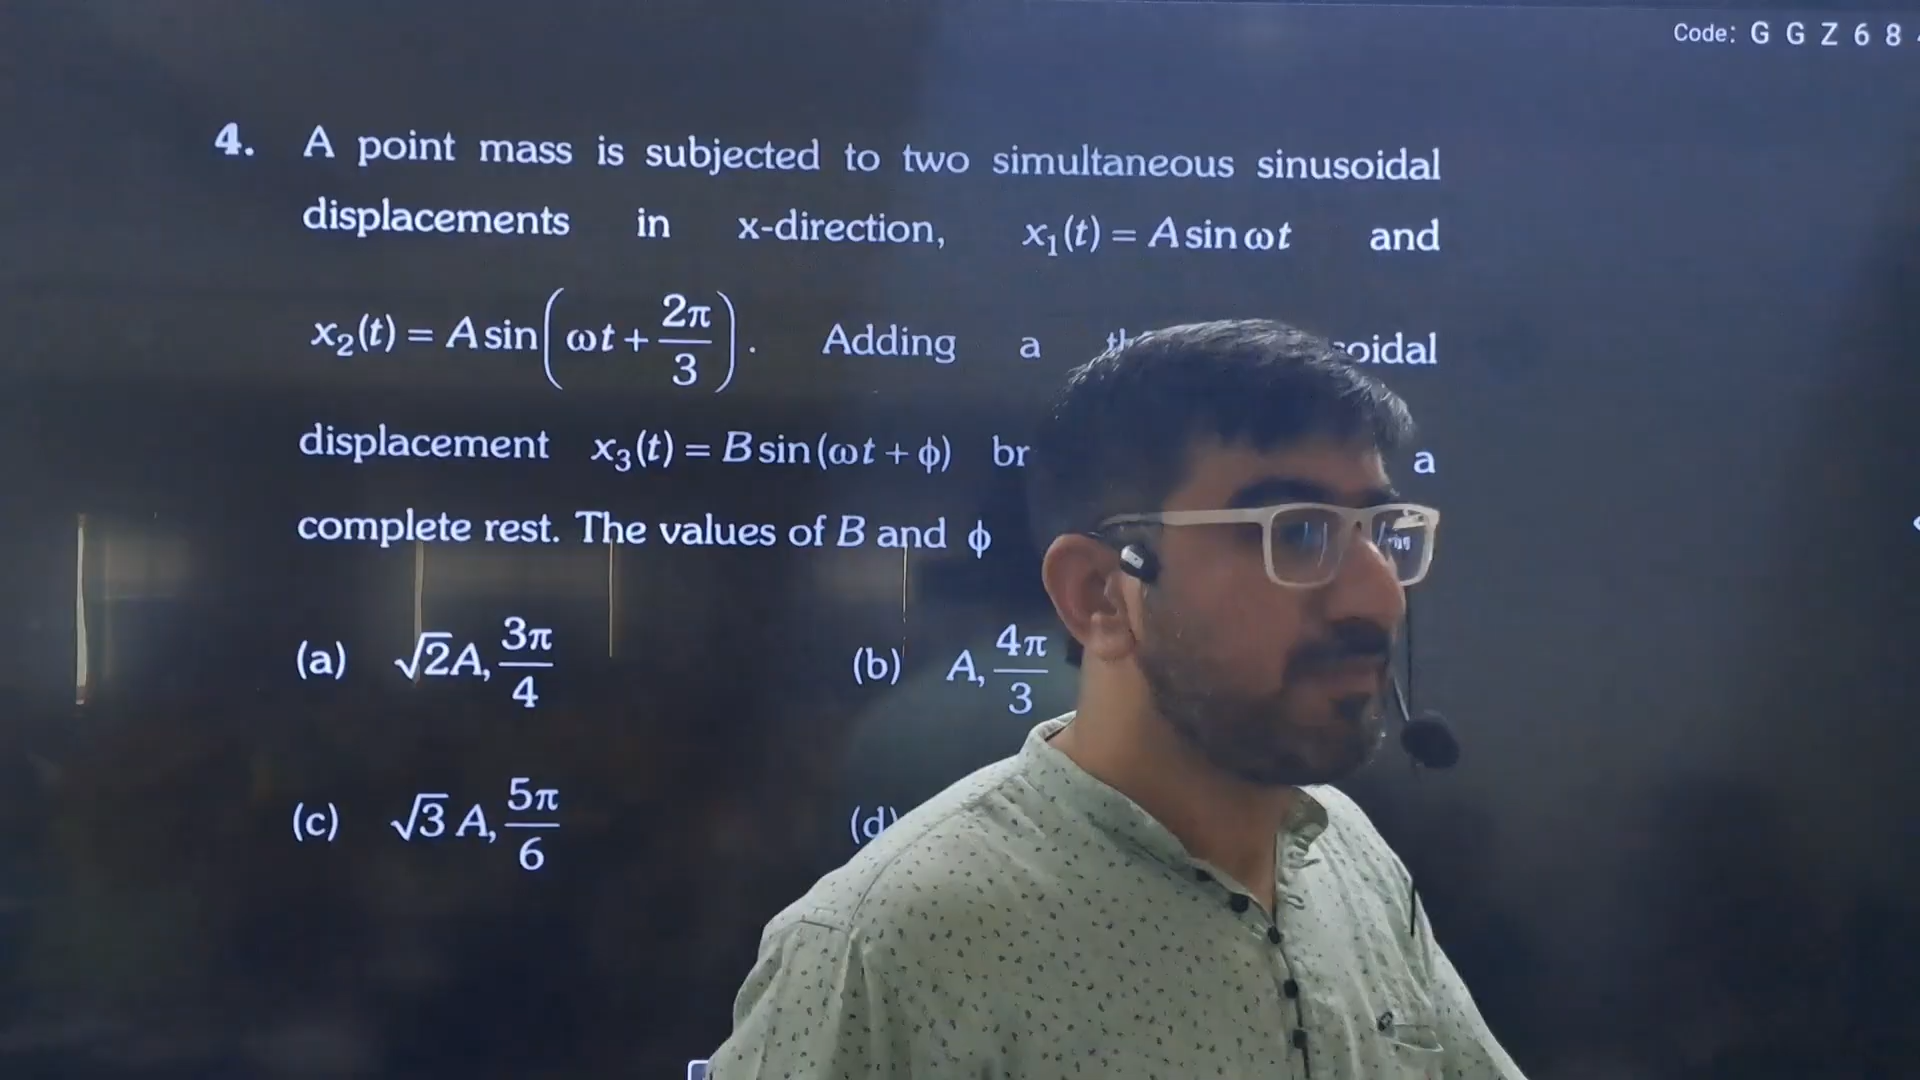 Code: G G Z 6 8
4. A point mass is subjected to two simultaneous sinusoidal
displacements in x-direction, x₁(t) = A sin ωt and
x₂(t) = A sin(ωt + 2π/3). Adding a
displacement x₃(t) = B sin(ωt + ϕ) a
complete rest. The values of B and ϕ
(a) √2A, 3π/4 (b) A, 4π/3
(c) √3 A, 5π/6 (d)